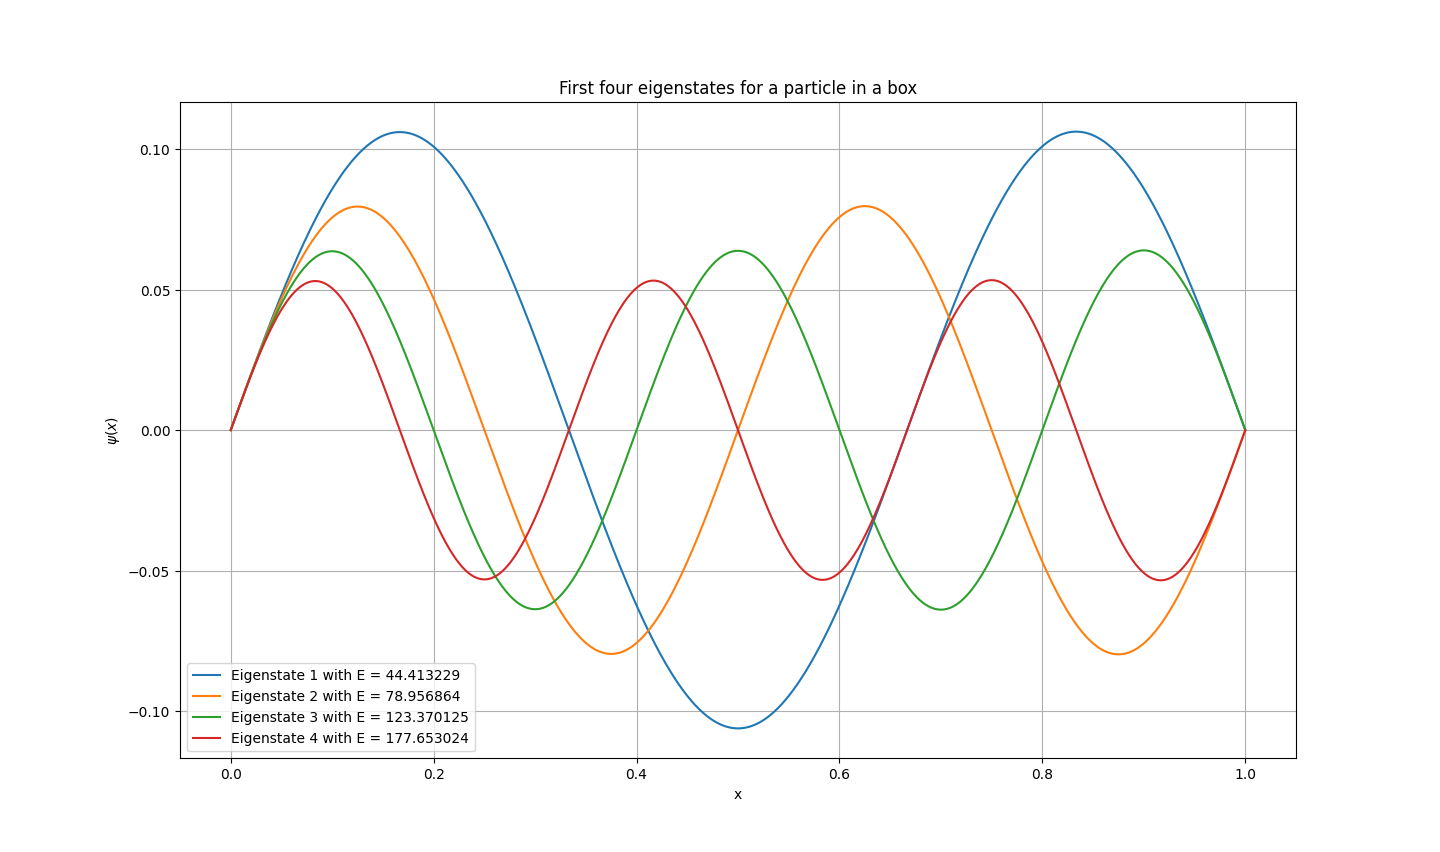 First four eigenstates for a particle in a box
0.10
0.05
0.00
−0.05
−0.10
ψ(x)
Eigenstate 1 with E = 44.413229
Eigenstate 2 with E = 78.956864
Eigenstate 3 with E = 123.370125
Eigenstate 4 with E = 177.653024
0.0 0.2 0.4 0.6 0.8 1.0
x